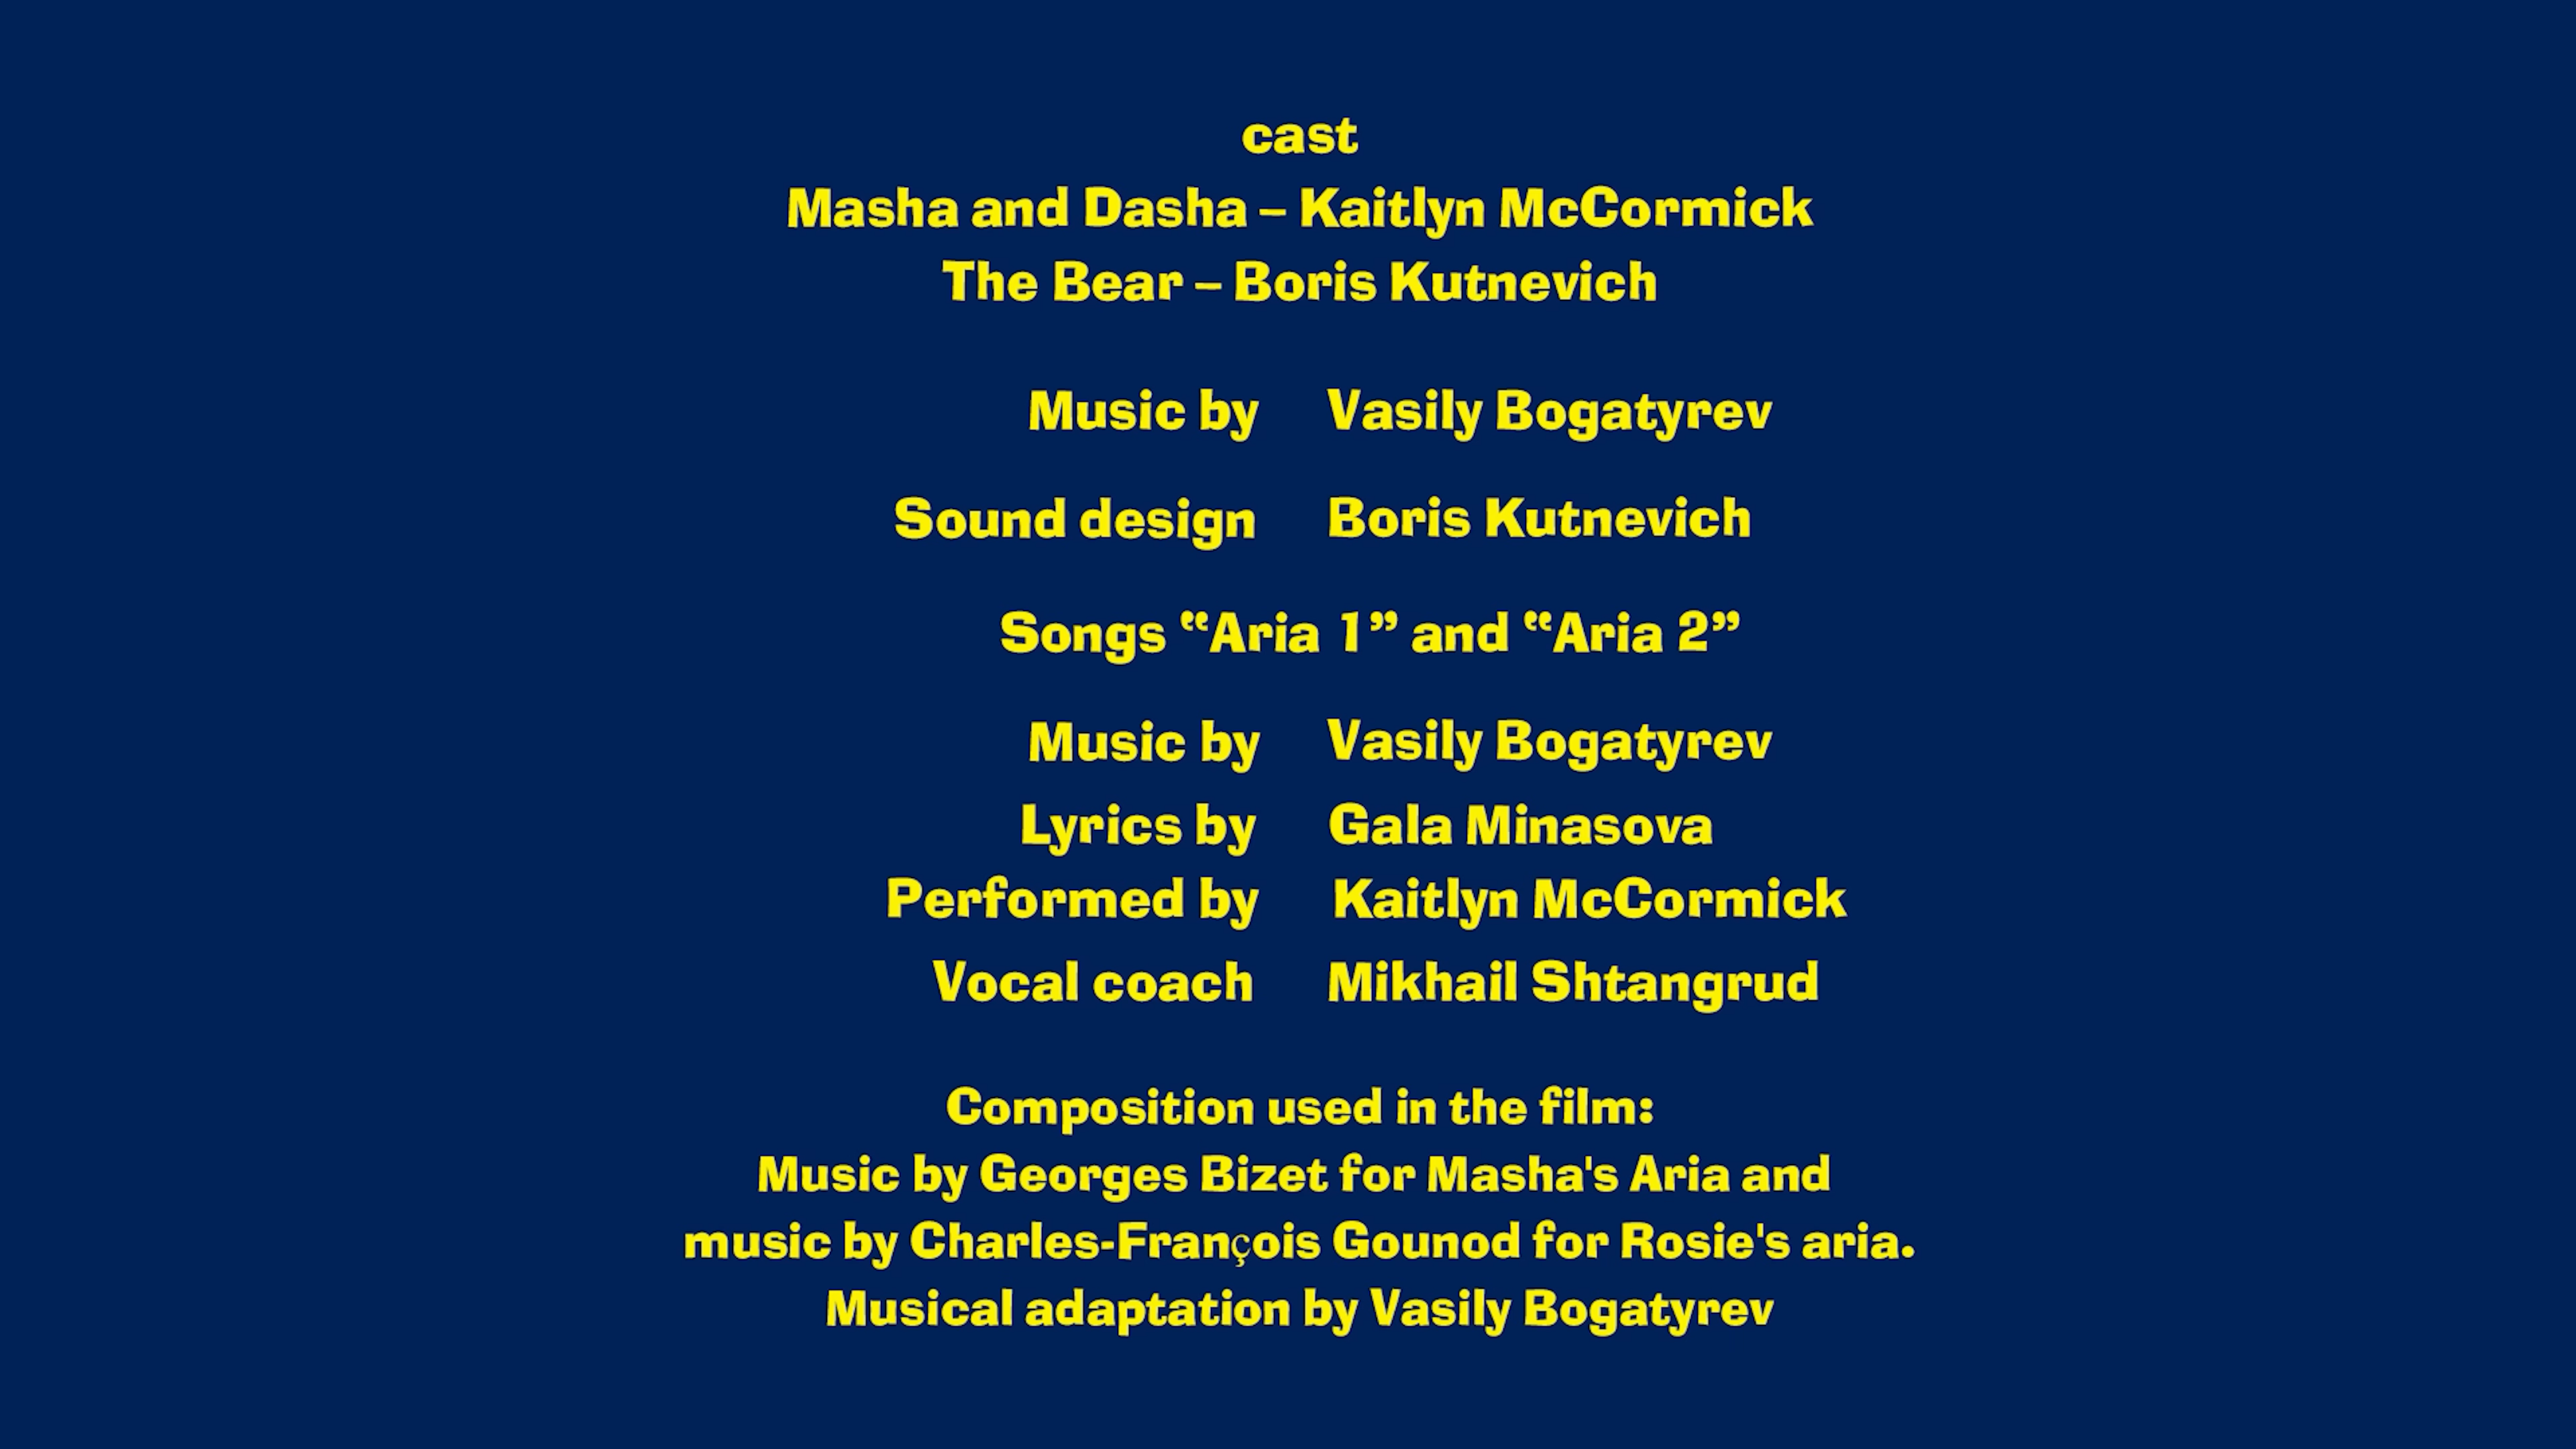 cast
Masha and Dasha – Kaitlyn McCormick
The Bear – Boris Kutnevich
Music by Vasily Bogatyrev
Sound design Boris Kutnevich
Songs “Aria 1” and “Aria 2”
Music by Vasily Bogatyrev
Lyrics by Gala Minasova
Performed by Kaitlyn McCormick
Vocal coach Mikhail Shtangrud
Composition used in the film:
Music by Georges Bizet for Masha's Aria and
music by Charles-François Gounod for Rosie's aria.
Musical adaptation by Vasily Bogatyrev